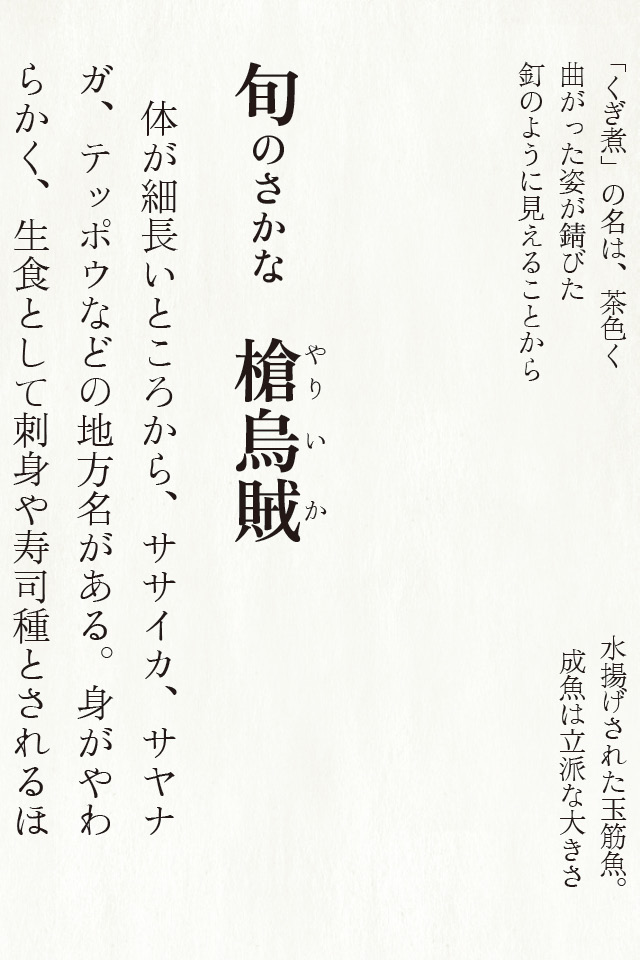 「くぎ煮」の名は、茶色く
曲がった姿が錆びた
釘のように見えることから
水揚げされた玉筋魚。
成魚は立派な大きさ
旬のさかな　槍烏賊
やりいか
体が細長いところから、ササイカ、サヤナ
ガ、テッポウなどの地方名がある。身がやわ
らかく、生食として刺身や寿司種とされるほ